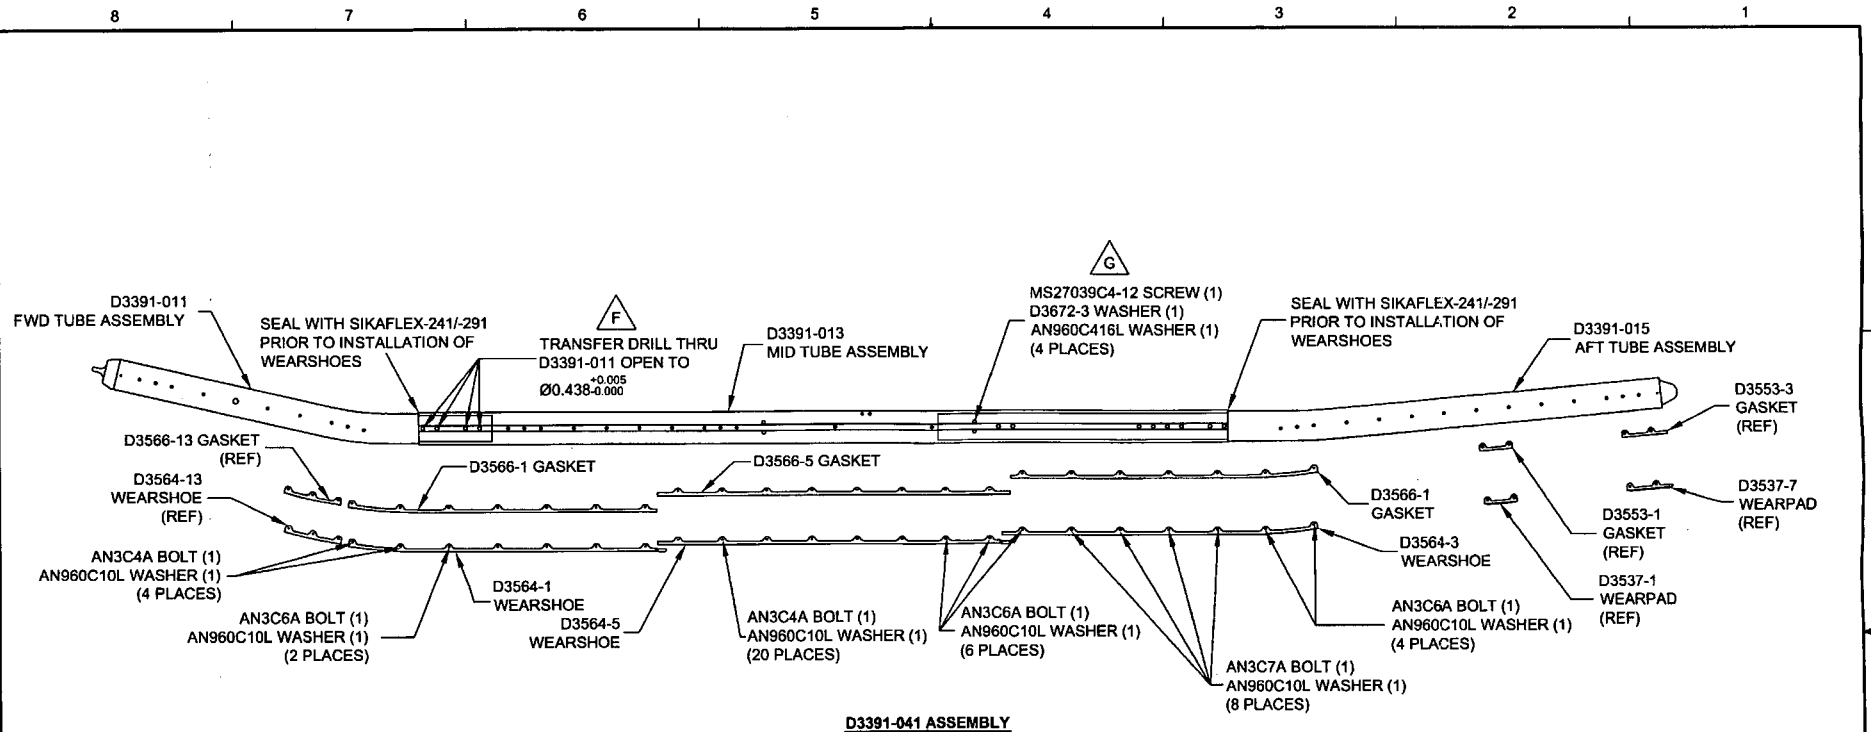 8 7 6 5 4 3 2 1
D3391-011
FWD TUBE ASSEMBLY
SEAL WITH SIKAFLEX-241/-291
PRIOR TO INSTALLATION OF
WEARSHOES
F
TRANSFER DRILL THRU
D3391-011 OPEN TO
Ø0.438 +0.005 -0.000
D3391-013
MID TUBE ASSEMBLY
G
MS27039C4-12 SCREW (1)
D3672-3 WASHER (1)
AN960C416L WASHER (1)
(4 PLACES)
SEAL WITH SIKAFLEX-241/-291
PRIOR TO INSTALLATION OF
WEARSHOES
D3391-015
AFT TUBE ASSEMBLY
D3553-3
GASKET
(REF)
D3566-13 GASKET
(REF)
D3566-1 GASKET
D3566-5 GASKET
D3566-1
GASKET
D3564-13
WEARSHOE
(REF)
D3537-7
WEARPAD
(REF)
D3553-1
GASKET
(REF)
D3564-3
WEARSHOE
AN3C4A BOLT (1)
AN960C10L WASHER (1)
(4 PLACES)
D3564-1
WEARSHOE
D3537-1
WEARPAD
(REF)
AN3C6A BOLT (1)
AN960C10L WASHER (1)
(2 PLACES)
D3564-5
WEARSHOE
AN3C4A BOLT (1)
AN960C10L WASHER (1)
(20 PLACES)
AN3C6A BOLT (1)
AN960C10L WASHER (1)
(6 PLACES)
AN3C6A BOLT (1)
AN960C10L WASHER (1)
(4 PLACES)
AN3C7A BOLT (1)
AN960C10L WASHER (1)
(8 PLACES)
D3391-041 ASSEMBLY